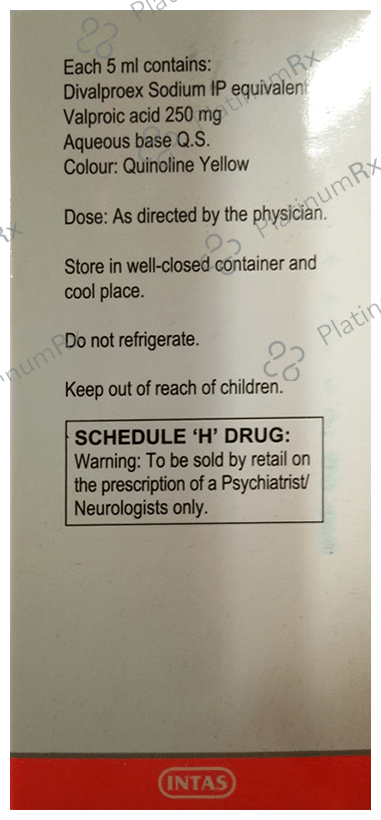 Each 5 ml contains:
Divalproex Sodium IP equivalent
Valproic acid 250 mg
Aqueous base Q.S.
Colour: Quinoline Yellow
Dose: As directed by the physician.
Store in well-closed container and
cool place.
Do not refrigerate.
Keep out of reach of children.
SCHEDULE ‘H’ DRUG:
Warning: To be sold by retail on
the prescription of a Psychiatrist/
Neurologists only.
INTAS
PlatinumRx
PlatinumRx